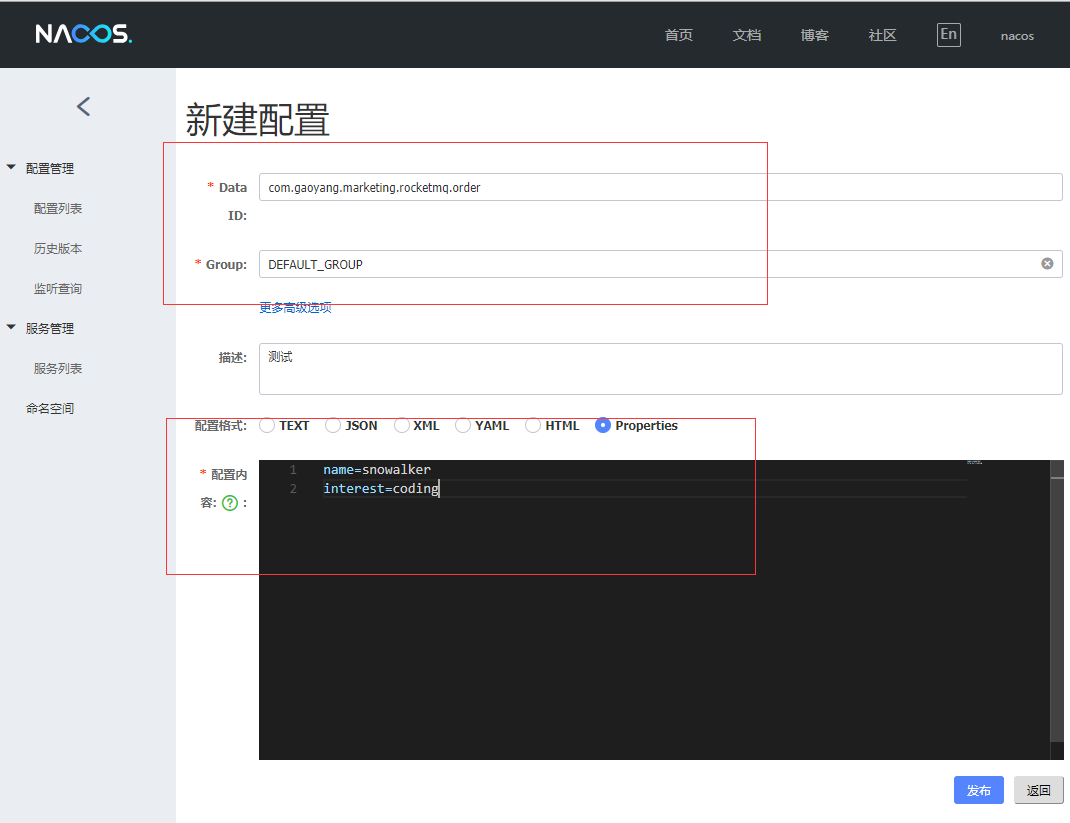 NACOS.
首页 文档 博客 社区 En nacos
新建配置
配置管理
配置列表
历史版本
监听查询
服务管理
服务列表
命名空间
* Data ID: com.gaoyang.marketing.rocketmq.order
* Group: DEFAULT_GROUP
更多高级选项
描述: 测试
配置格式: TEXT JSON XML YAML HTML Properties
* 配置内容: ? :
1 name=snowalker
2 interest=coding
发布 返回